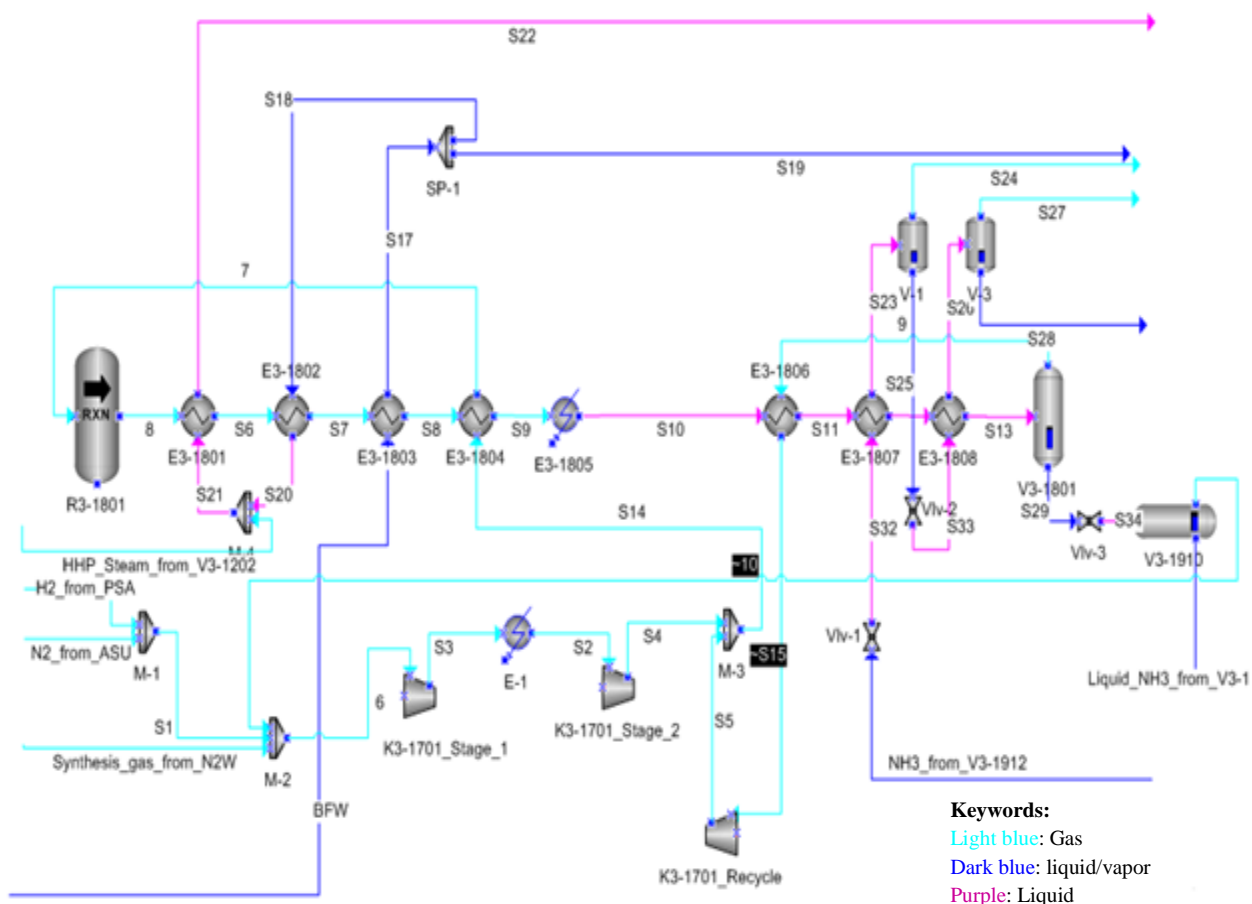 S22
S18
S19
SP-1
S24
S27
S17
7
S23
V-1
V-3
S26
9
S28
E3-1802
E3-1806
S25
RXN
8
S6
S7
S8
S9
S10
S11
S13
E3-1801
E3-1803
E3-1804
E3-1805
E3-1807
E3-1808
V3-1801
R3-1801
S21
S20
S14
S32
Vlv-2
S33
S29
S34
M-4
Vlv-3
V3-1910
HHP_Steam_from_V3-1202
~10
H2_from_PSA
S3
S2
S4
Vlv-1
N2_from_ASU
M-1
E-1
M-3
~S15
Liquid_NH3_from_V3-1
6
S1
S5
K3-1701_Stage_1
K3-1701_Stage_2
Synthesis_gas_from_N2W
M-2
NH3_from_V3-1912
BFW
K3-1701_Recycle
Keywords:
Light blue: Gas
Dark blue: liquid/vapor
Purple: Liquid